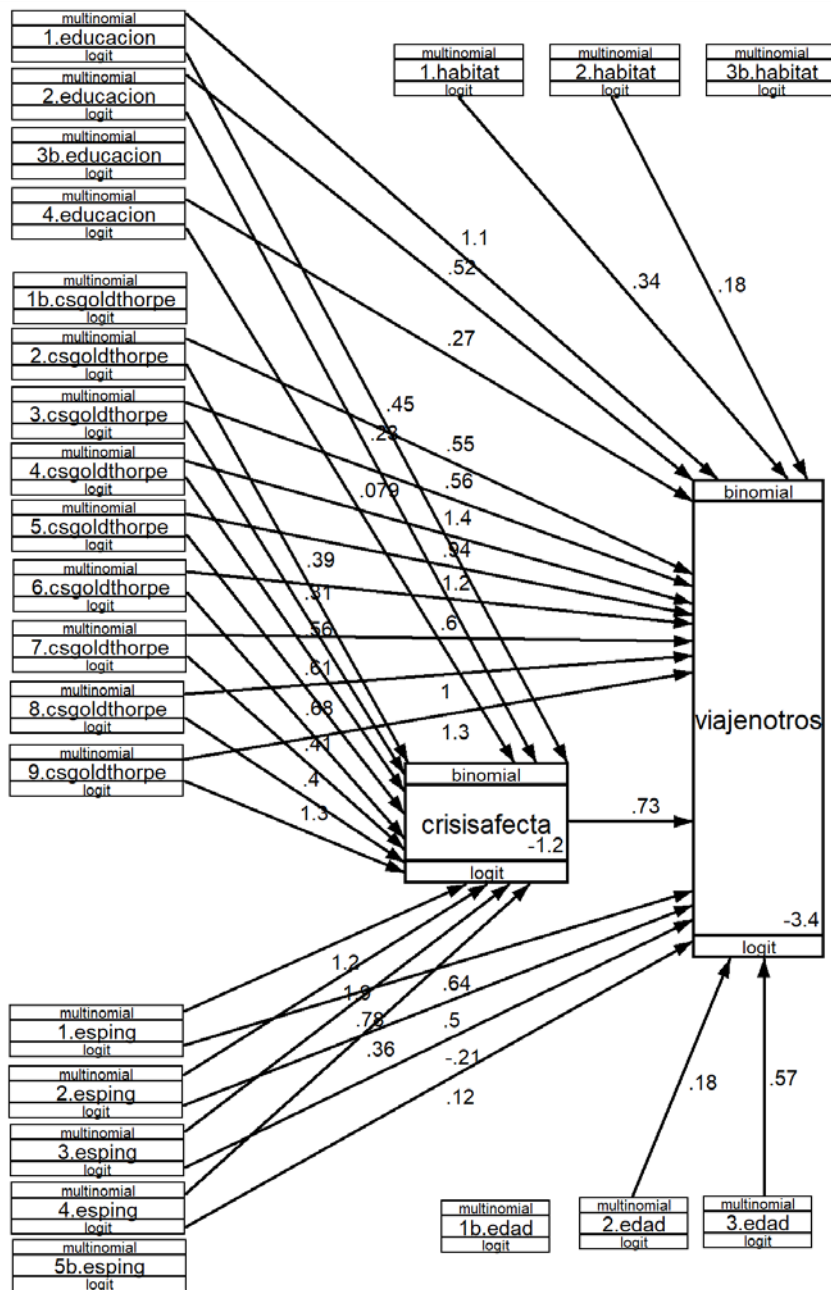 multinomial
1.educacion
logit
multinomial
2.educacion
logit
multinomial
3b.educacion
logit
multinomial
4.educacion
logit
multinomial
1.habitat
logit
multinomial
2.habitat
logit
multinomial
3b.habitat
logit
1.1
.52
.27
.34
.18
multinomial
1b.csgoldthorpe
logit
multinomial
2.csgoldthorpe
logit
multinomial
3.csgoldthorpe
logit
multinomial
4.csgoldthorpe
logit
multinomial
5.csgoldthorpe
logit
multinomial
6.csgoldthorpe
logit
multinomial
7.csgoldthorpe
logit
multinomial
8.csgoldthorpe
logit
multinomial
9.csgoldthorpe
logit
.45
.23
.079
.55
.56
1.4
.94
1.2
.6
1
1.3
.39
.31
.56
.61
.68
.41
.4
1.3
binomial
crisisafecta
-1.2
logit
.73
binomial
viajenotros
-3.4
logit
1.2
1.9
.78
.36
.64
.5
-.21
.12
multinomial
1.esping
logit
multinomial
2.esping
logit
multinomial
3.esping
logit
multinomial
4.esping
logit
multinomial
5b.esping
logit
.18
.57
multinomial
1b.edad
logit
multinomial
2.edad
logit
multinomial
3.edad
logit